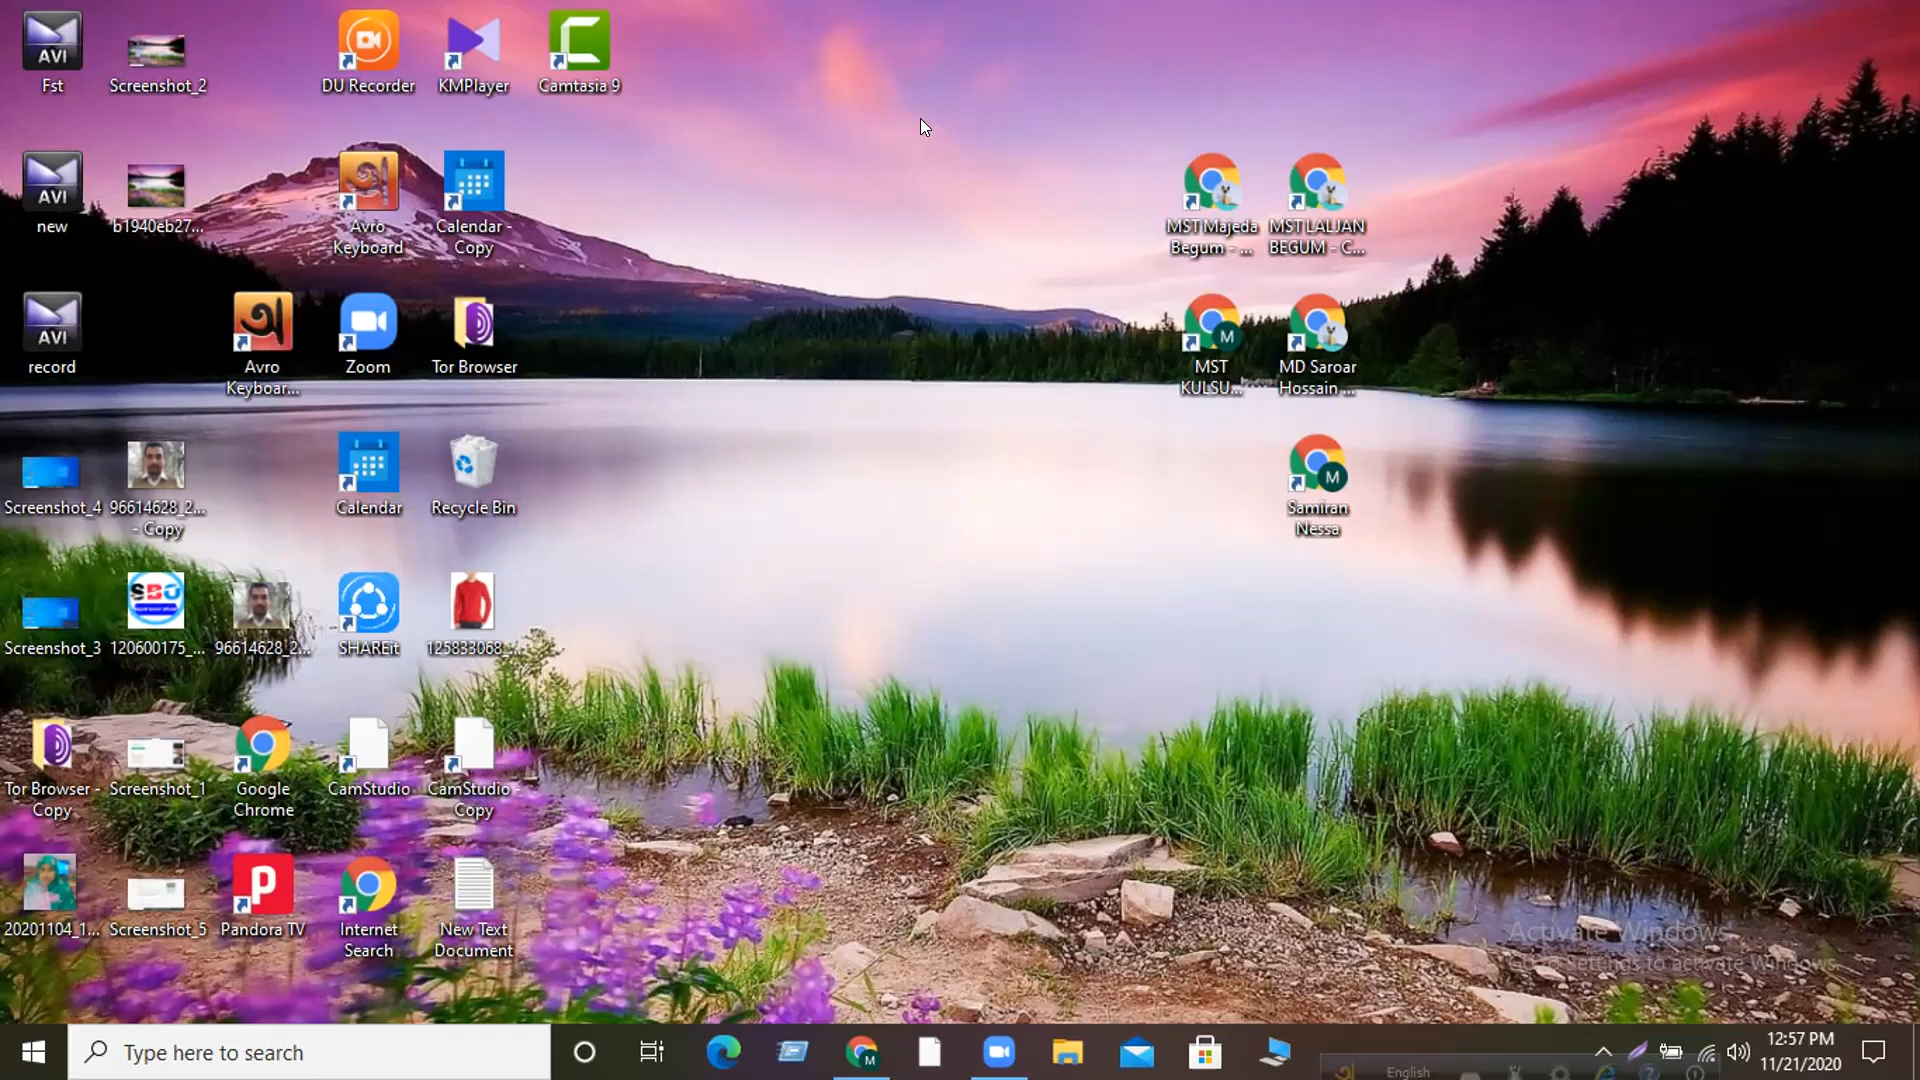 AVI
Fst
Screenshot_2
DU Recorder
KMPlayer
Camtasia 9
AVI
new
b1940eb27...
Avro
Keyboard
Calendar -
Copy
MST Majeda
Begum - ...
MST LALJAN
BEGUM - C...
AVI
record
অ
Avro
Keyboar...
Zoom
Tor Browser
M
MST
KULSU...
MD Saroar
Hossain ...
Screenshot_4
96614628_2...
- Copy
Calendar
Recycle Bin
M
Samiran
Nessa
Screenshot_3
SBO
120600175_...
96614628_2...
SHAREit
125833068_...
Tor Browser -
Copy
Screenshot_1
Google
Chrome
CamStudio
CamStudio -
Copy
20201104_1...
Screenshot_5
Pandora TV
Internet
Search
New Text
Document
Activate Windows
Go to Settings to activate Windows.
Type here to search
M
English
12:57 PM
11/21/2020